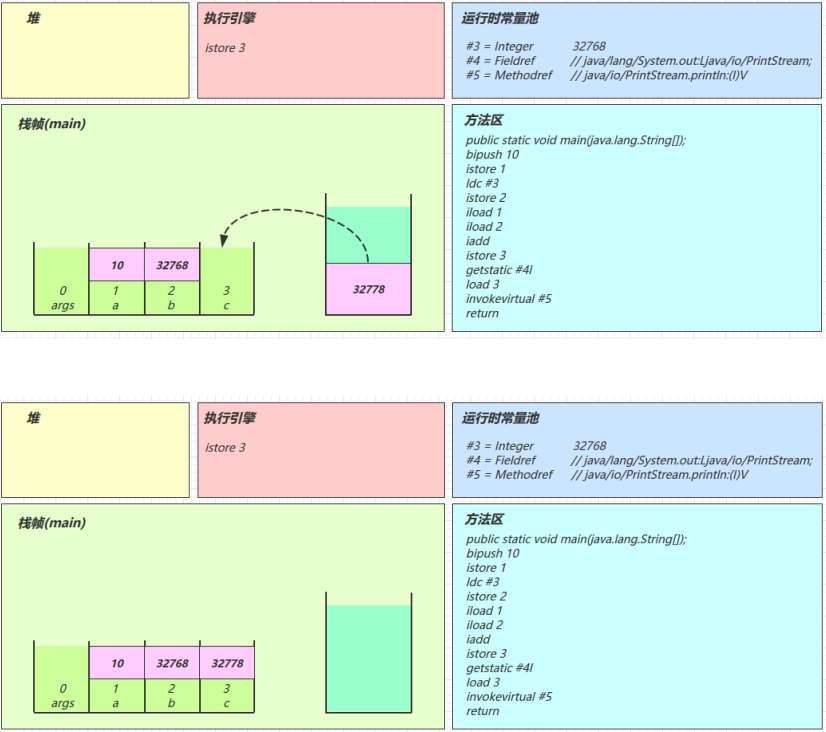 堆
执行引擎
istore 3
运行时常量池
#3 = Integer 32768
#4 = Fieldref // java/lang/System.out:Ljava/io/PrintStream;
#5 = Methodref // java/io/PrintStream.println:(I)V
栈帧(main)
10 32768
0 1 2 3
args a b c
32778
方法区
public static void main(java.lang.String[]);
bipush 10
istore 1
ldc #3
istore 2
iload 1
iload 2
iadd
istore 3
getstatic #4I
load 3
invokevirtual #5
return
堆
执行引擎
istore 3
运行时常量池
#3 = Integer 32768
#4 = Fieldref // java/lang/System.out:Ljava/io/PrintStream;
#5 = Methodref // java/io/PrintStream.println:(I)V
栈帧(main)
10 32768 32778
0 1 2 3
args a b c
方法区
public static void main(java.lang.String[]);
bipush 10
istore 1
ldc #3
istore 2
iload 1
iload 2
iadd
istore 3
getstatic #4I
load 3
invokevirtual #5
return